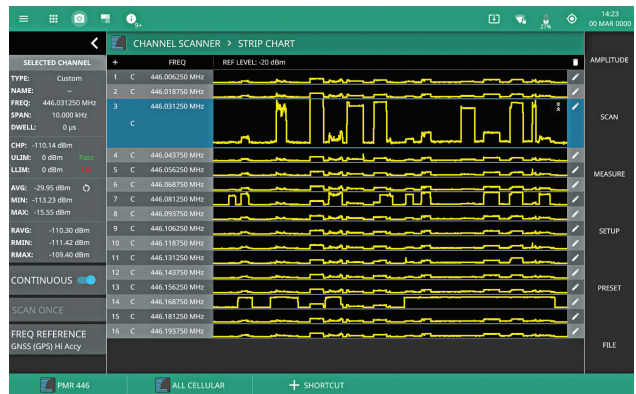 9+
27%
14:23
00 MAR 0000
CHANNEL SCANNER > STRIP CHART
SELECTED CHANNEL
TYPE: Custom
NAME: --
FREQ: 446.031250 MHz
SPAN: 10.000 kHz
DWELL: 0 µs
CHP: -110.14 dBm
ULIM: 0 dBm Pass
LLIM: 0 dBm
AVG: -29.95 dBm
MIN: -113.23 dBm
MAX: -15.55 dBm
RAVG: -110.30 dBm
RMIN: -111.42 dBm
RMAX: -109.40 dBm
CONTINUOUS
SCAN ONCE
FREQ REFERENCE
GNSS (GPS) Hi Accy
+ FREQ REF LEVEL: -20 dBm
1 C 446.006250 MHz
2 C 446.018750 MHz
3 C 446.031250 MHz
4 C 446.043750 MHz
5 C 446.056250 MHz
6 C 446.068750 MHz
7 C 446.081250 MHz
8 C 446.093750 MHz
9 C 446.106250 MHz
10 C 446.118750 MHz
11 C 446.131250 MHz
12 C 446.143750 MHz
13 C 446.156250 MHz
14 C 446.168750 MHz
15 C 446.181250 MHz
16 C 446.193750 MHz
AMPLITUDE
SCAN
MEASURE
SETUP
PRESET
FILE
PMR 446
ALL CELLULAR
+ SHORTCUT